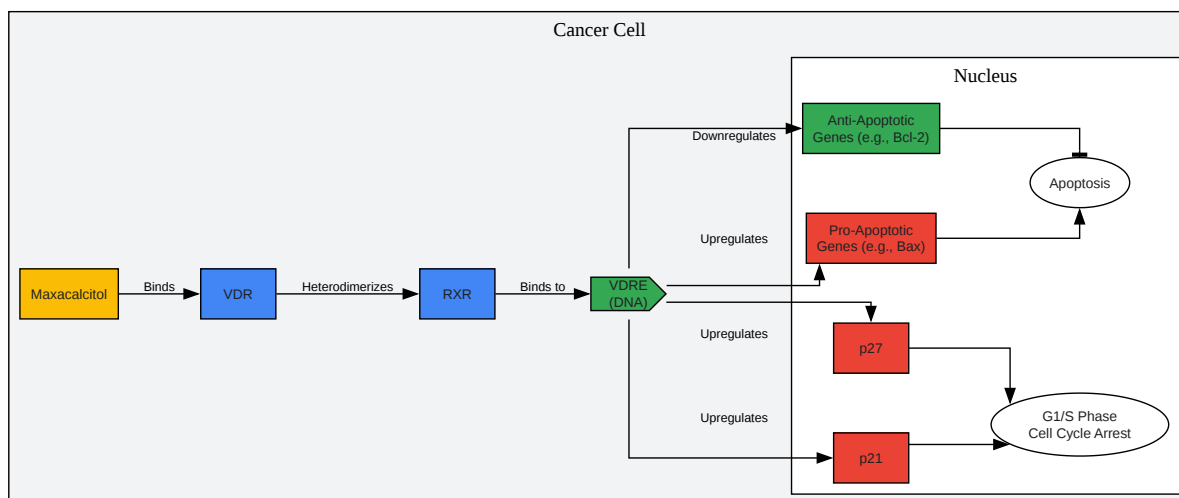 Cancer Cell
Nucleus
Anti-Apoptotic
Genes (e.g., Bcl-2)
Downregulates
Apoptosis
Pro-Apoptotic
Genes (e.g., Bax)
Upregulates
Maxacalcitol
Binds
VDR
Heterodimerizes
RXR
Binds to
VDRE
(DNA)
Upregulates
p27
Upregulates
G1/S Phase
Cell Cycle Arrest
p21